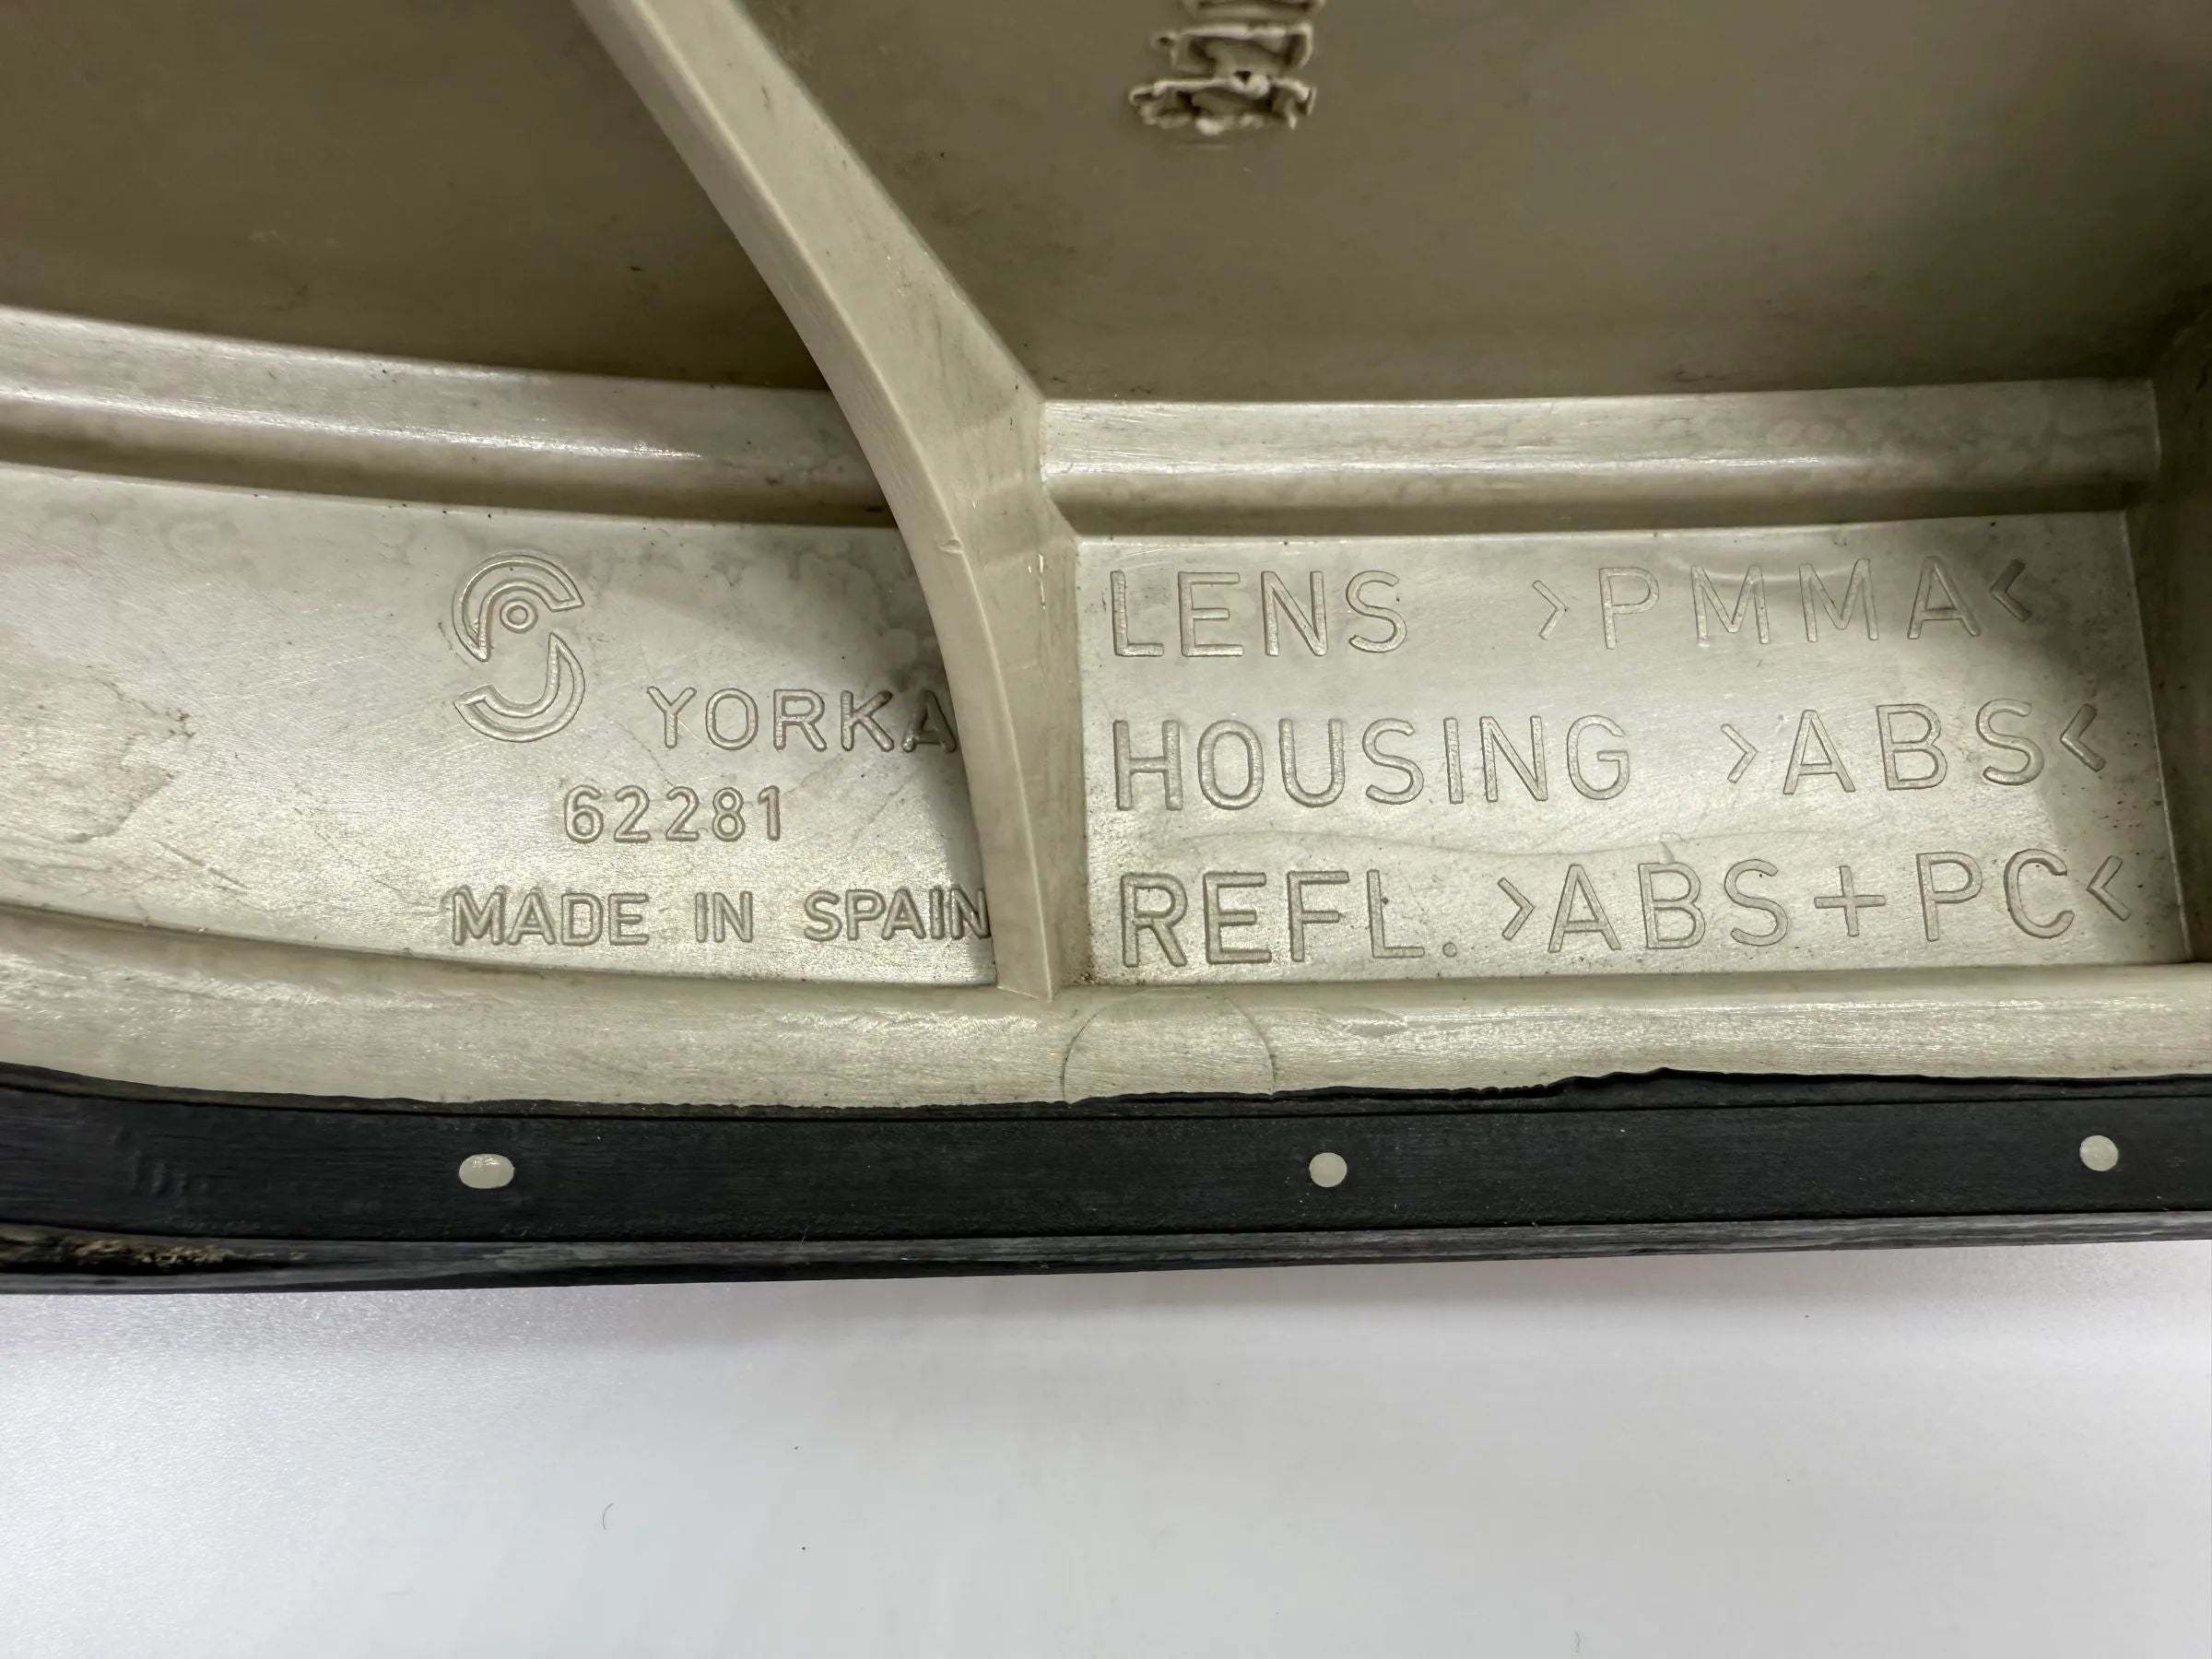 YORKA
62281
MADE IN SPAIN
LENS >PMMA<
HOUSING >ABS<
REFL. >ABS+PC<